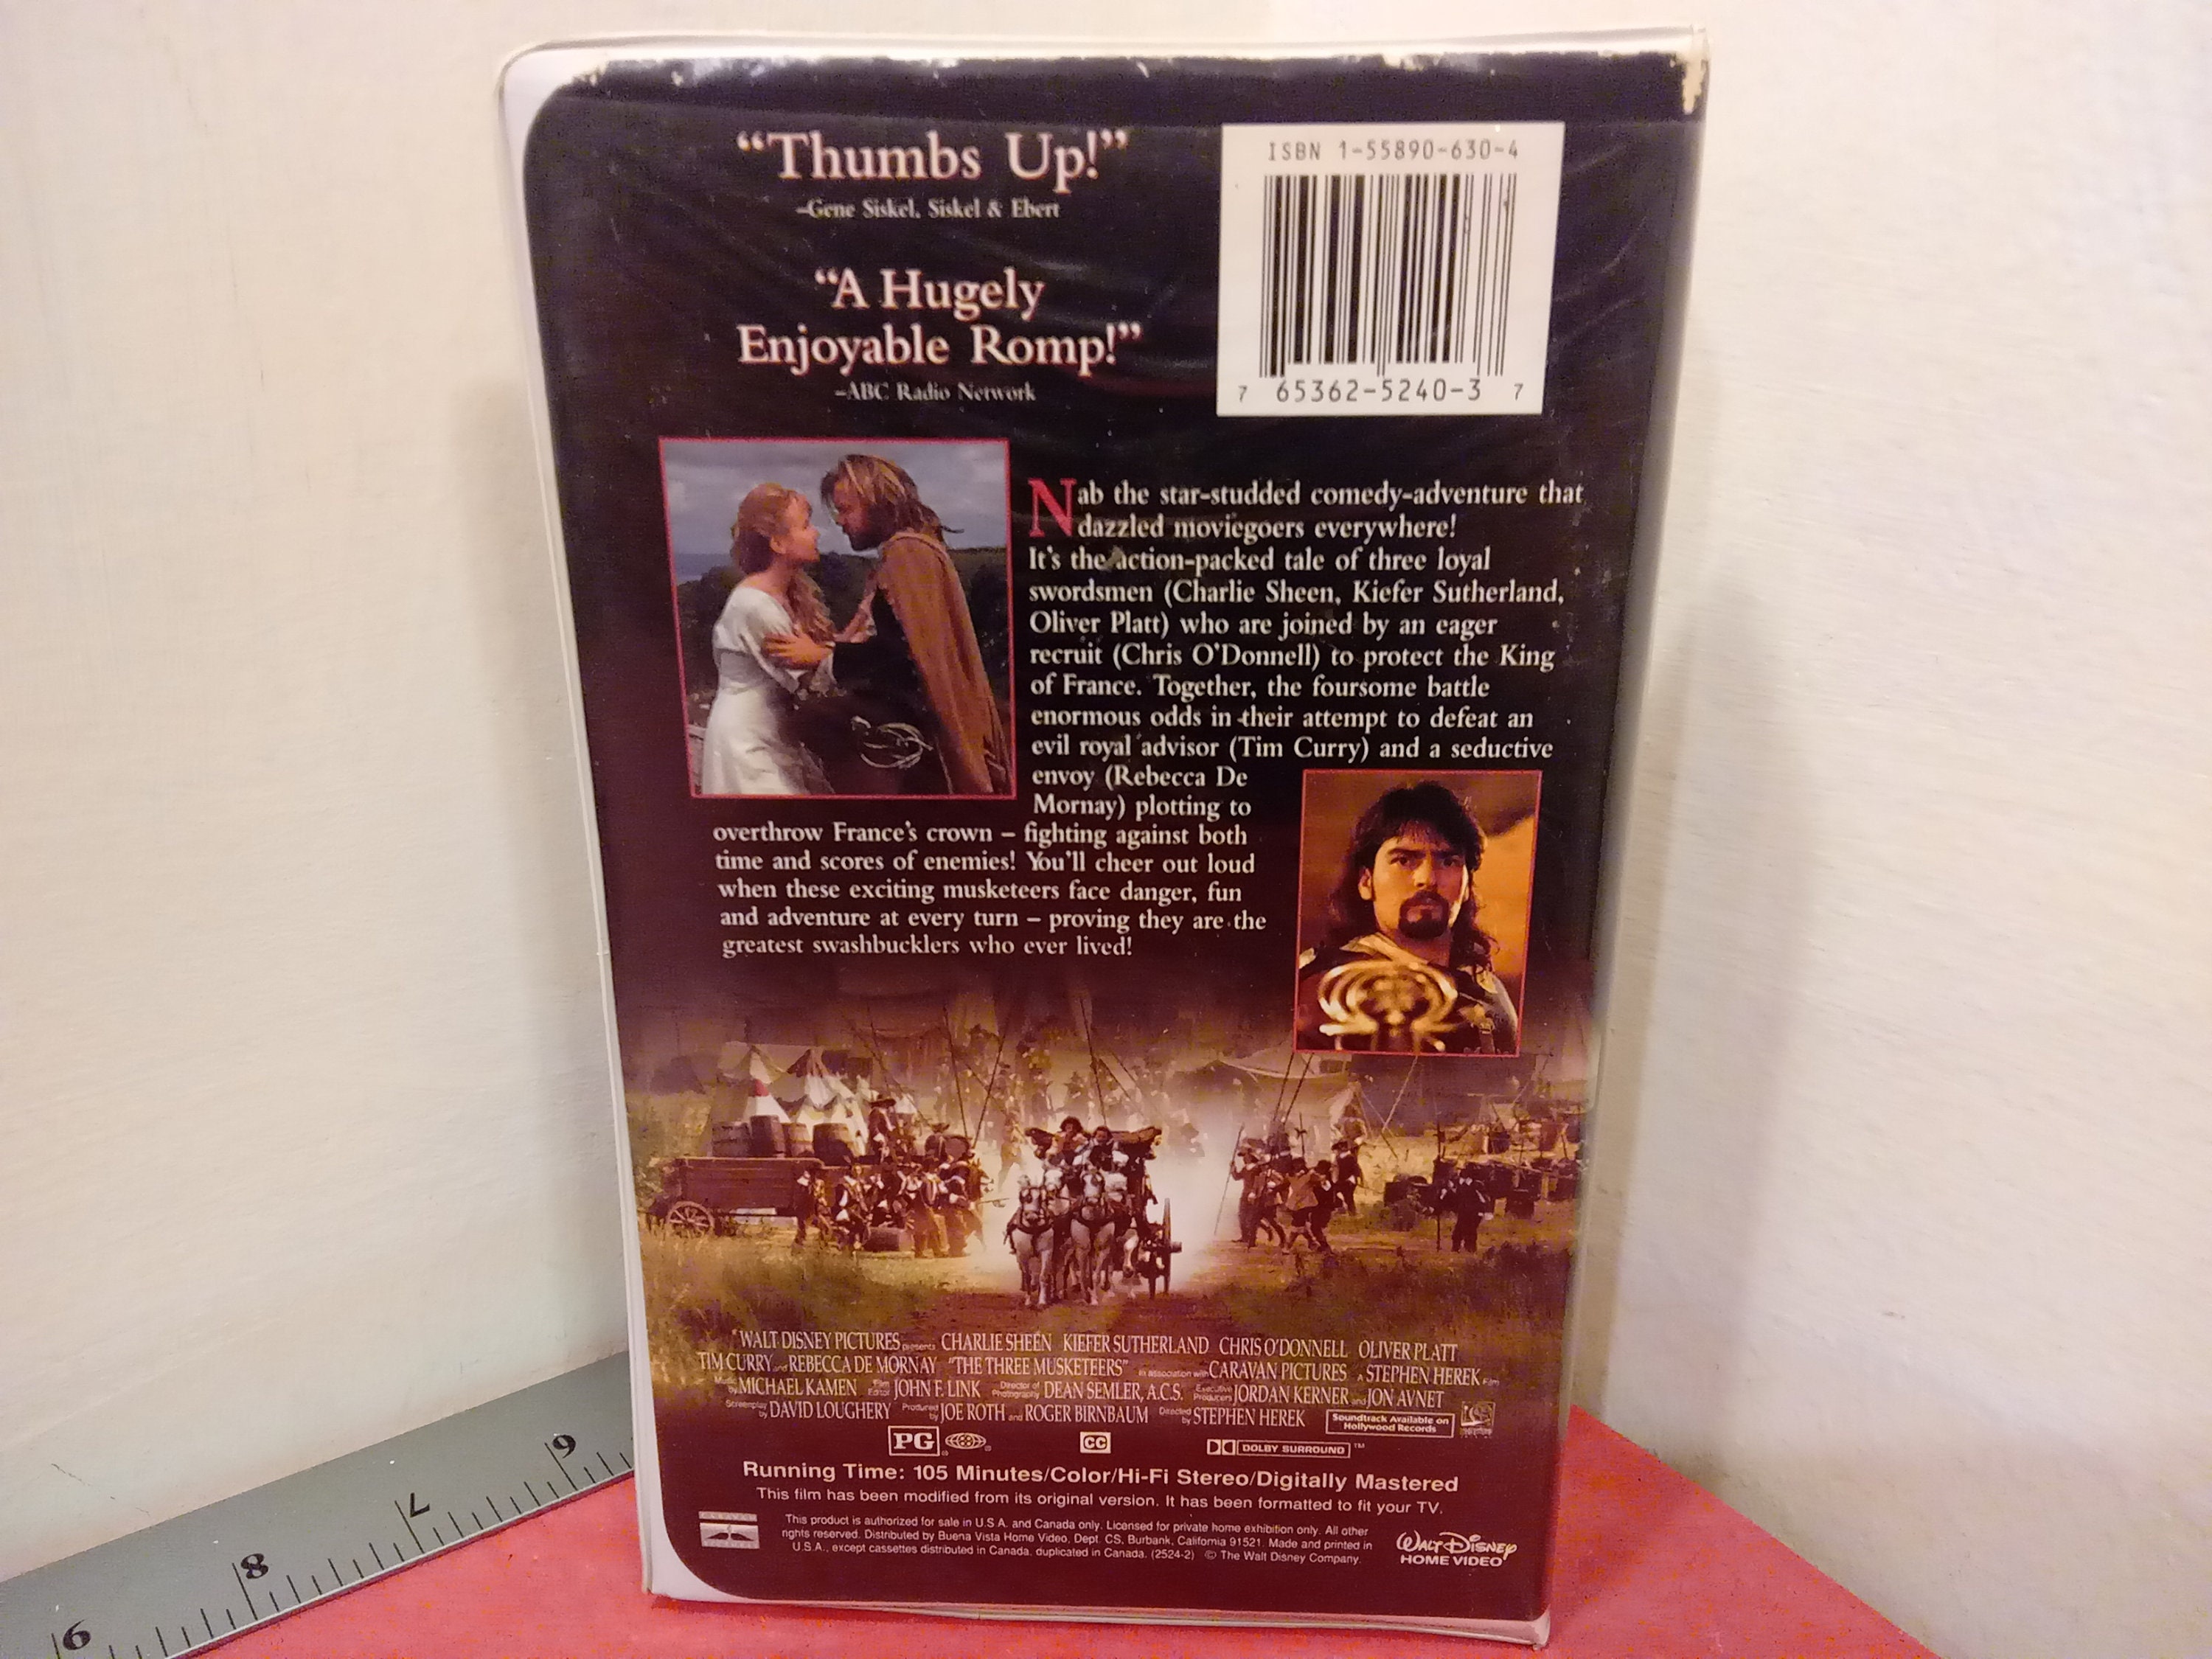 “Thumbs Up!”
–Gene Siskel, Siskel & Ebert
“A Hugely
Enjoyable Romp!”
–ABC Radio Network
ISBN 1-55890-630-4
7 65362-5240-3 7
Nab the star-studded comedy-adventure that
dazzled moviegoers everywhere!
It's the action-packed tale of three loyal
swordsmen (Charlie Sheen, Kiefer Sutherland,
Oliver Platt) who are joined by an eager
recruit (Chris O'Donnell) to protect the King
of France. Together, the foursome battle
enormous odds in their attempt to defeat an
evil royal advisor (Tim Curry) and a seductive
envoy (Rebecca De
Mornay) plotting to
overthrow France's crown – fighting against both
time and scores of enemies! You'll cheer out loud
when these exciting musketeers face danger, fun
and adventure at every turn – proving they are the
greatest swashbucklers who ever lived!
WALT DISNEY PICTURES presents CHARLIE SHEEN KIEFER SUTHERLAND CHRIS O'DONNELL OLIVER PLATT
TIM CURRY and REBECCA DE MORNAY "THE THREE MUSKETEERS" in association with CARAVAN PICTURES A STEPHEN HEREK Film
Music by MICHAEL KAMEN Film Editor JOHN F. LINK Director of Photography DEAN SEMLER, A.C.S. Executive Producers JORDAN KERNER and JON AVNET
Screenplay by DAVID LOUGHERY Produced by JOE ROTH and ROGER BIRNBAUM Directed by STEPHEN HEREK Soundtrack Available on Hollywood Records
PG CC DOLBY SURROUND™
Running Time: 105 Minutes/Color/Hi-Fi Stereo/Digitally Mastered
This film has been modified from its original version. It has been formatted to fit your TV.
This product is authorized for sale in U.S.A. and Canada only. Licensed for private home exhibition only. All other
rights reserved. Distributed by Buena Vista Home Video, Dept. CS, Burbank, California 91521. Made and printed in
U.S.A., except cassettes distributed in Canada, duplicated in Canada. (2524-2) © The Walt Disney Company.
CARAVAN
WALT DISNEY
HOME VIDEO
6
7
8
9